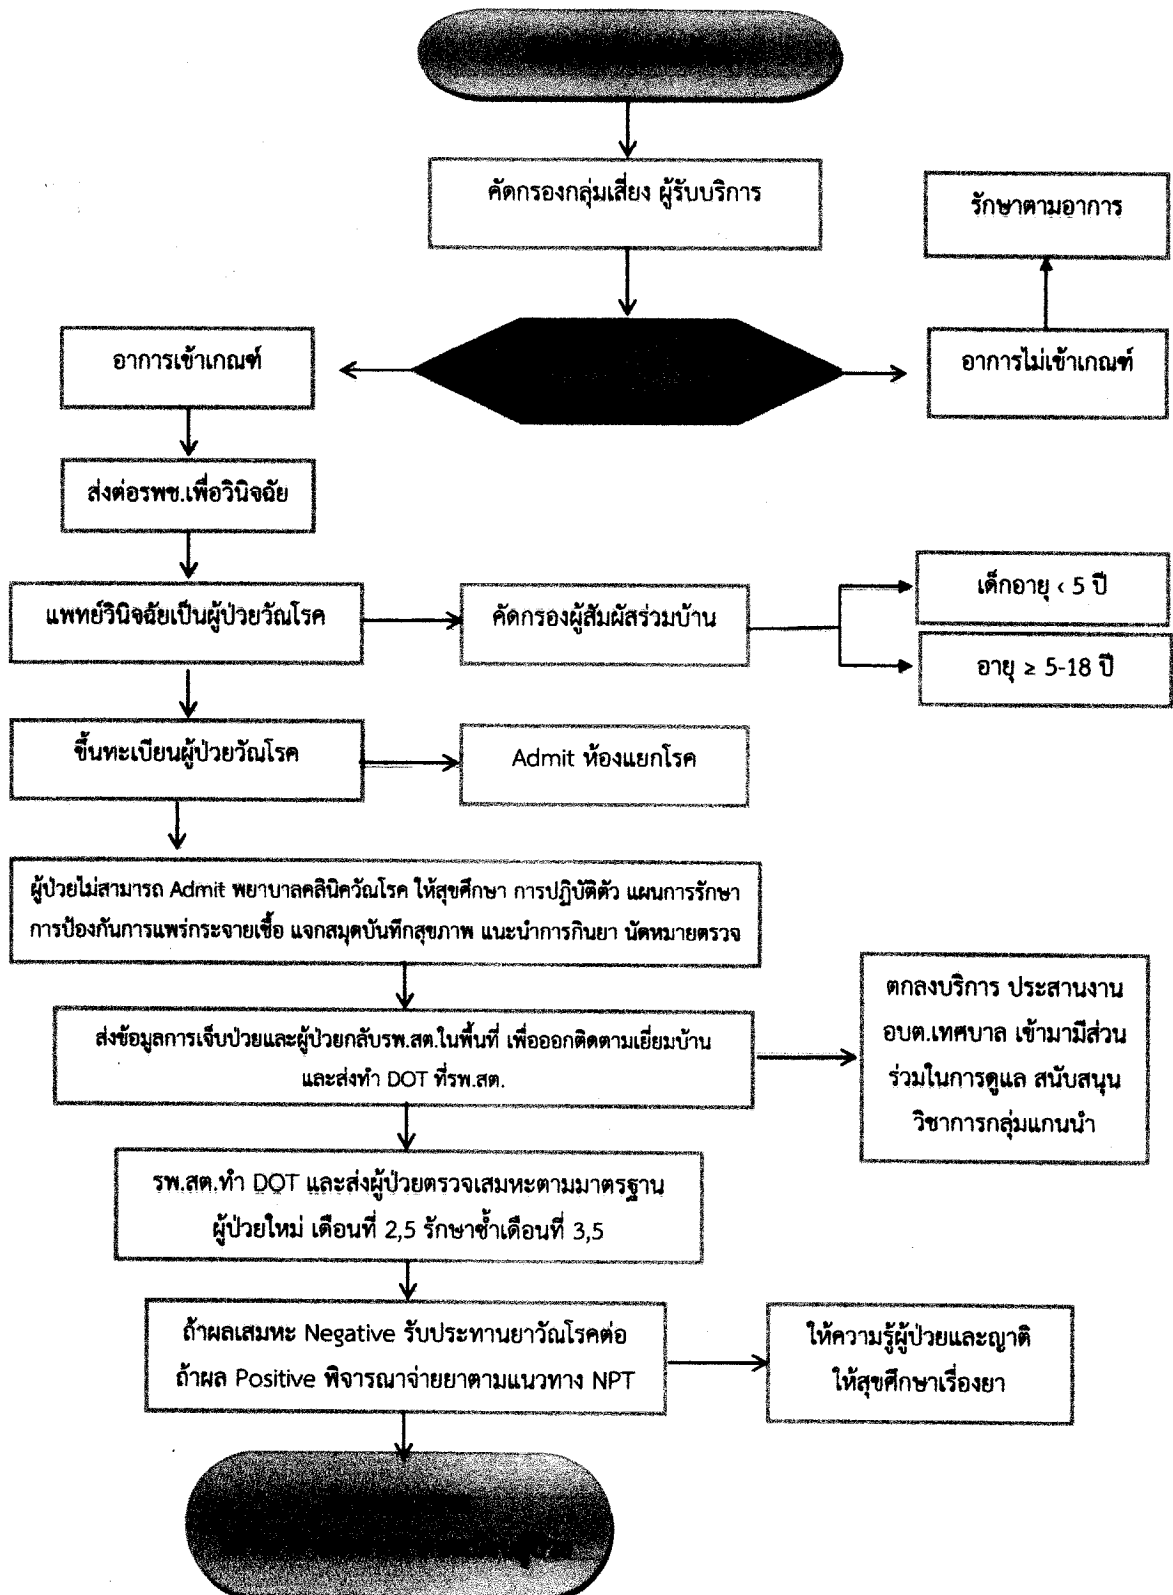 คัดกรองกลุ่มเสี่ยง ผู้รับบริการ
รักษาตามอาการ
อาการเข้าเกณฑ์
อาการไม่เข้าเกณฑ์
ส่งต่อรพช.เพื่อวินิจฉัย
แพทย์วินิจฉัยเป็นผู้ป่วยวัณโรค
คัดกรองผู้สัมผัสร่วมบ้าน
เด็กอายุ < 5 ปี
อายุ ≥ 5-18 ปี
ขึ้นทะเบียนผู้ป่วยวัณโรค
Admit ห้องแยกโรค
ผู้ป่วยไม่สามารถ Admit พยาบาลคลินิควัณโรค ให้สุขศึกษา การปฏิบัติตัว แผนการรักษา
การป้องกันการแพร่กระจายเชื้อ แจกสมุดบันทึกสุขภาพ แนะนำการกินยา นัดหมายตรวจ
ส่งข้อมูลการเจ็บป่วยและผู้ป่วยกลับรพ.สต.ในพื้นที่ เพื่อออกติดตามเยี่ยมบ้าน
และส่งทำ DOT ที่รพ.สต.
ตกลงบริการ ประสานงาน
อบต.เทศบาล เข้ามามีส่วน
ร่วมในการดูแล สนับสนุน
วิชาการกลุ่มแกนนำ
รพ.สต.ทำ DOT และส่งผู้ป่วยตรวจเสมหะตามมาตรฐาน
ผู้ป่วยใหม่ เดือนที่ 2,5 รักษาซ้ำเดือนที่ 3,5
ถ้าผลเสมหะ Negative รับประทานยาวัณโรคต่อ
ถ้าผล Positive พิจารณาจ่ายยาตามแนวทาง NPT
ให้ความรู้ผู้ป่วยและญาติ
ให้สุขศึกษาเรื่องยา